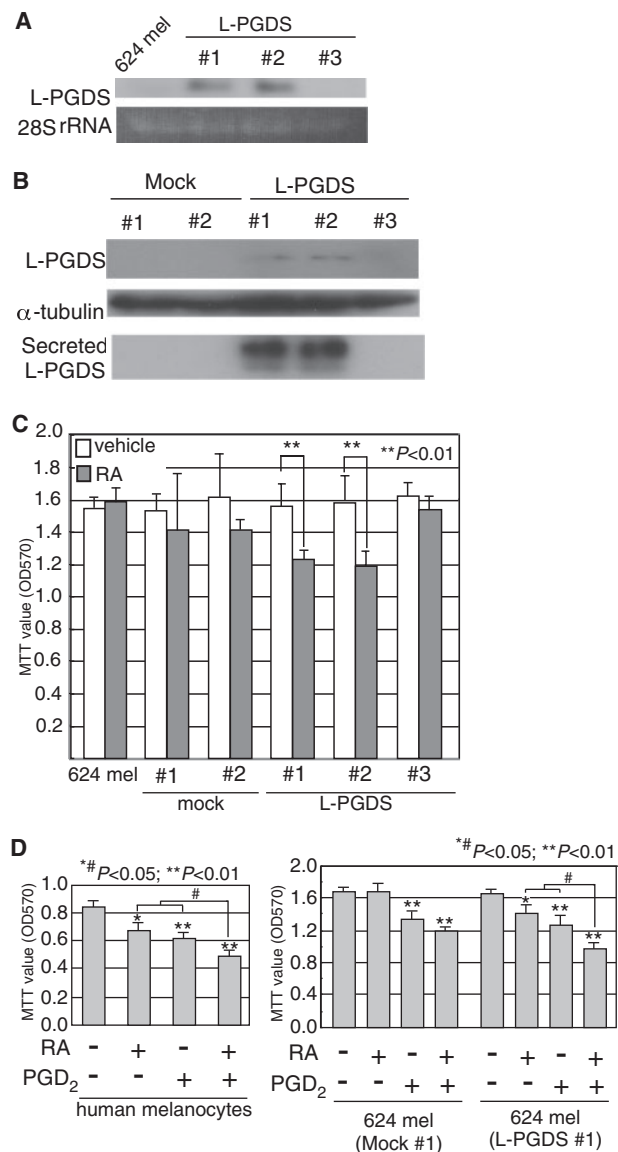 A
624 mel
L-PGDS
#1 #2 #3
L-PGDS
28S rRNA
B
Mock L-PGDS
#1 #2 #1 #2 #3
L-PGDS
α-tubulin
Secreted
L-PGDS
C
2.0
1.8
1.6
1.4
1.2
1.0
0.8
0.6
0.4
0.2
MTT value (OD570)
vehicle
RA
** ** **P<0.01
624 mel #1 #2 #1 #2 #3
mock L-PGDS
D
*#P<0.05; **P<0.01
1.0
0.8
0.6
0.4
0.2
0.0
MTT value (OD570)
#
* ** **
RA - + - +
PGD2 - - + +
human melanocytes
*#P<0.05; **P<0.01
2.0
1.6
1.2
0.8
0.4
0.0
MTT value (OD570)
#
** ** * ** **
RA - + - + - + - +
PGD2 - - + + - - + +
624 mel
(Mock #1)
624 mel
(L-PGDS #1)